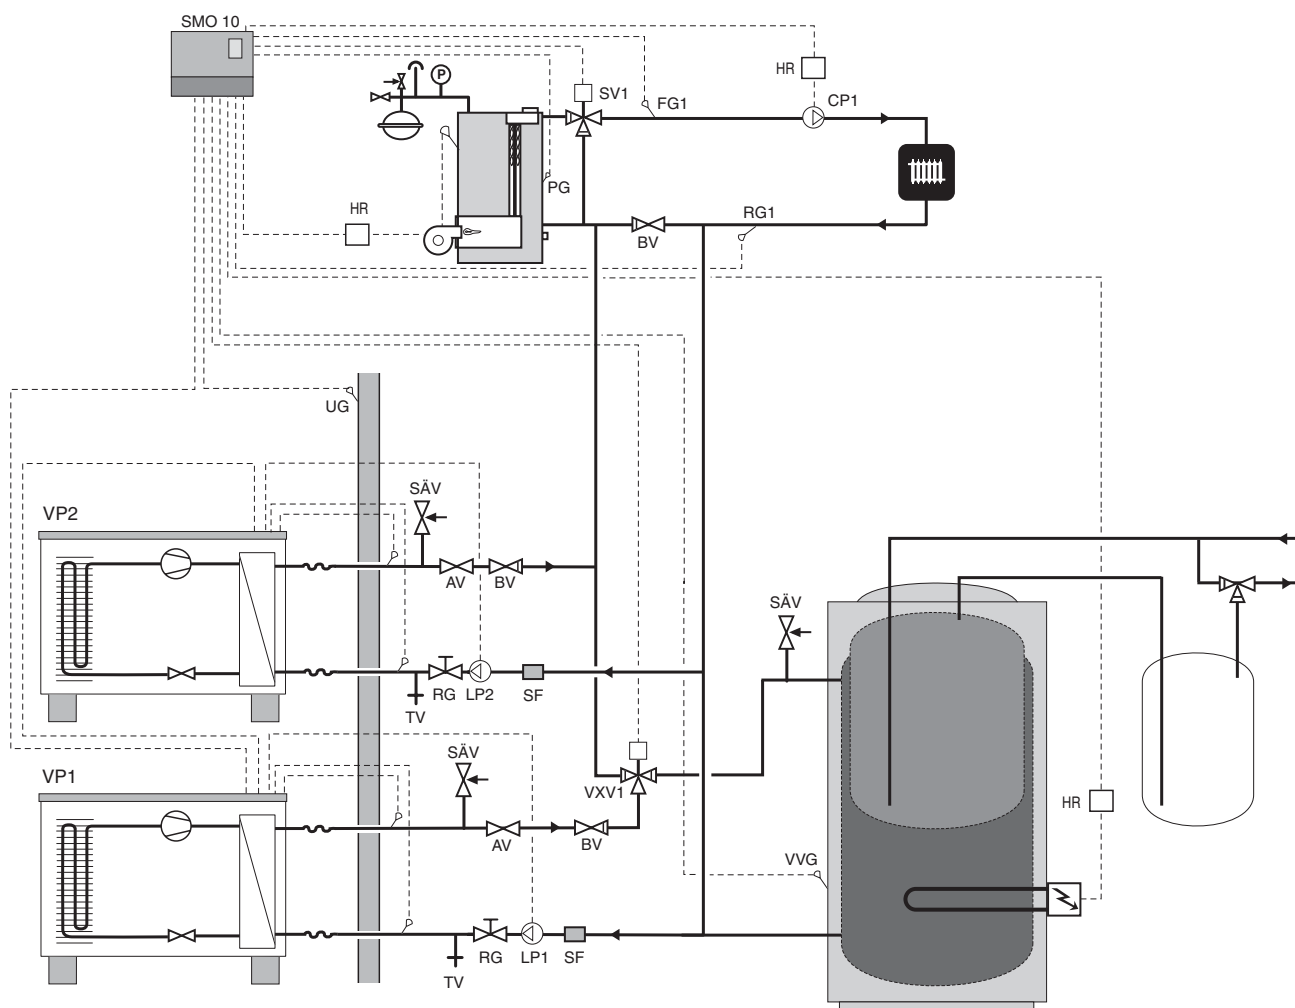 SMO 10
HR
P
SV1
FG1
CP1
PG
HR
RG1
BV
UG
SÄV
VP2
AV
BV
SÄV
RG
LP2
SF
TV
SÄV
VP1
VXV1
HR
AV
BV
VVG
RG
LP1
SF
TV